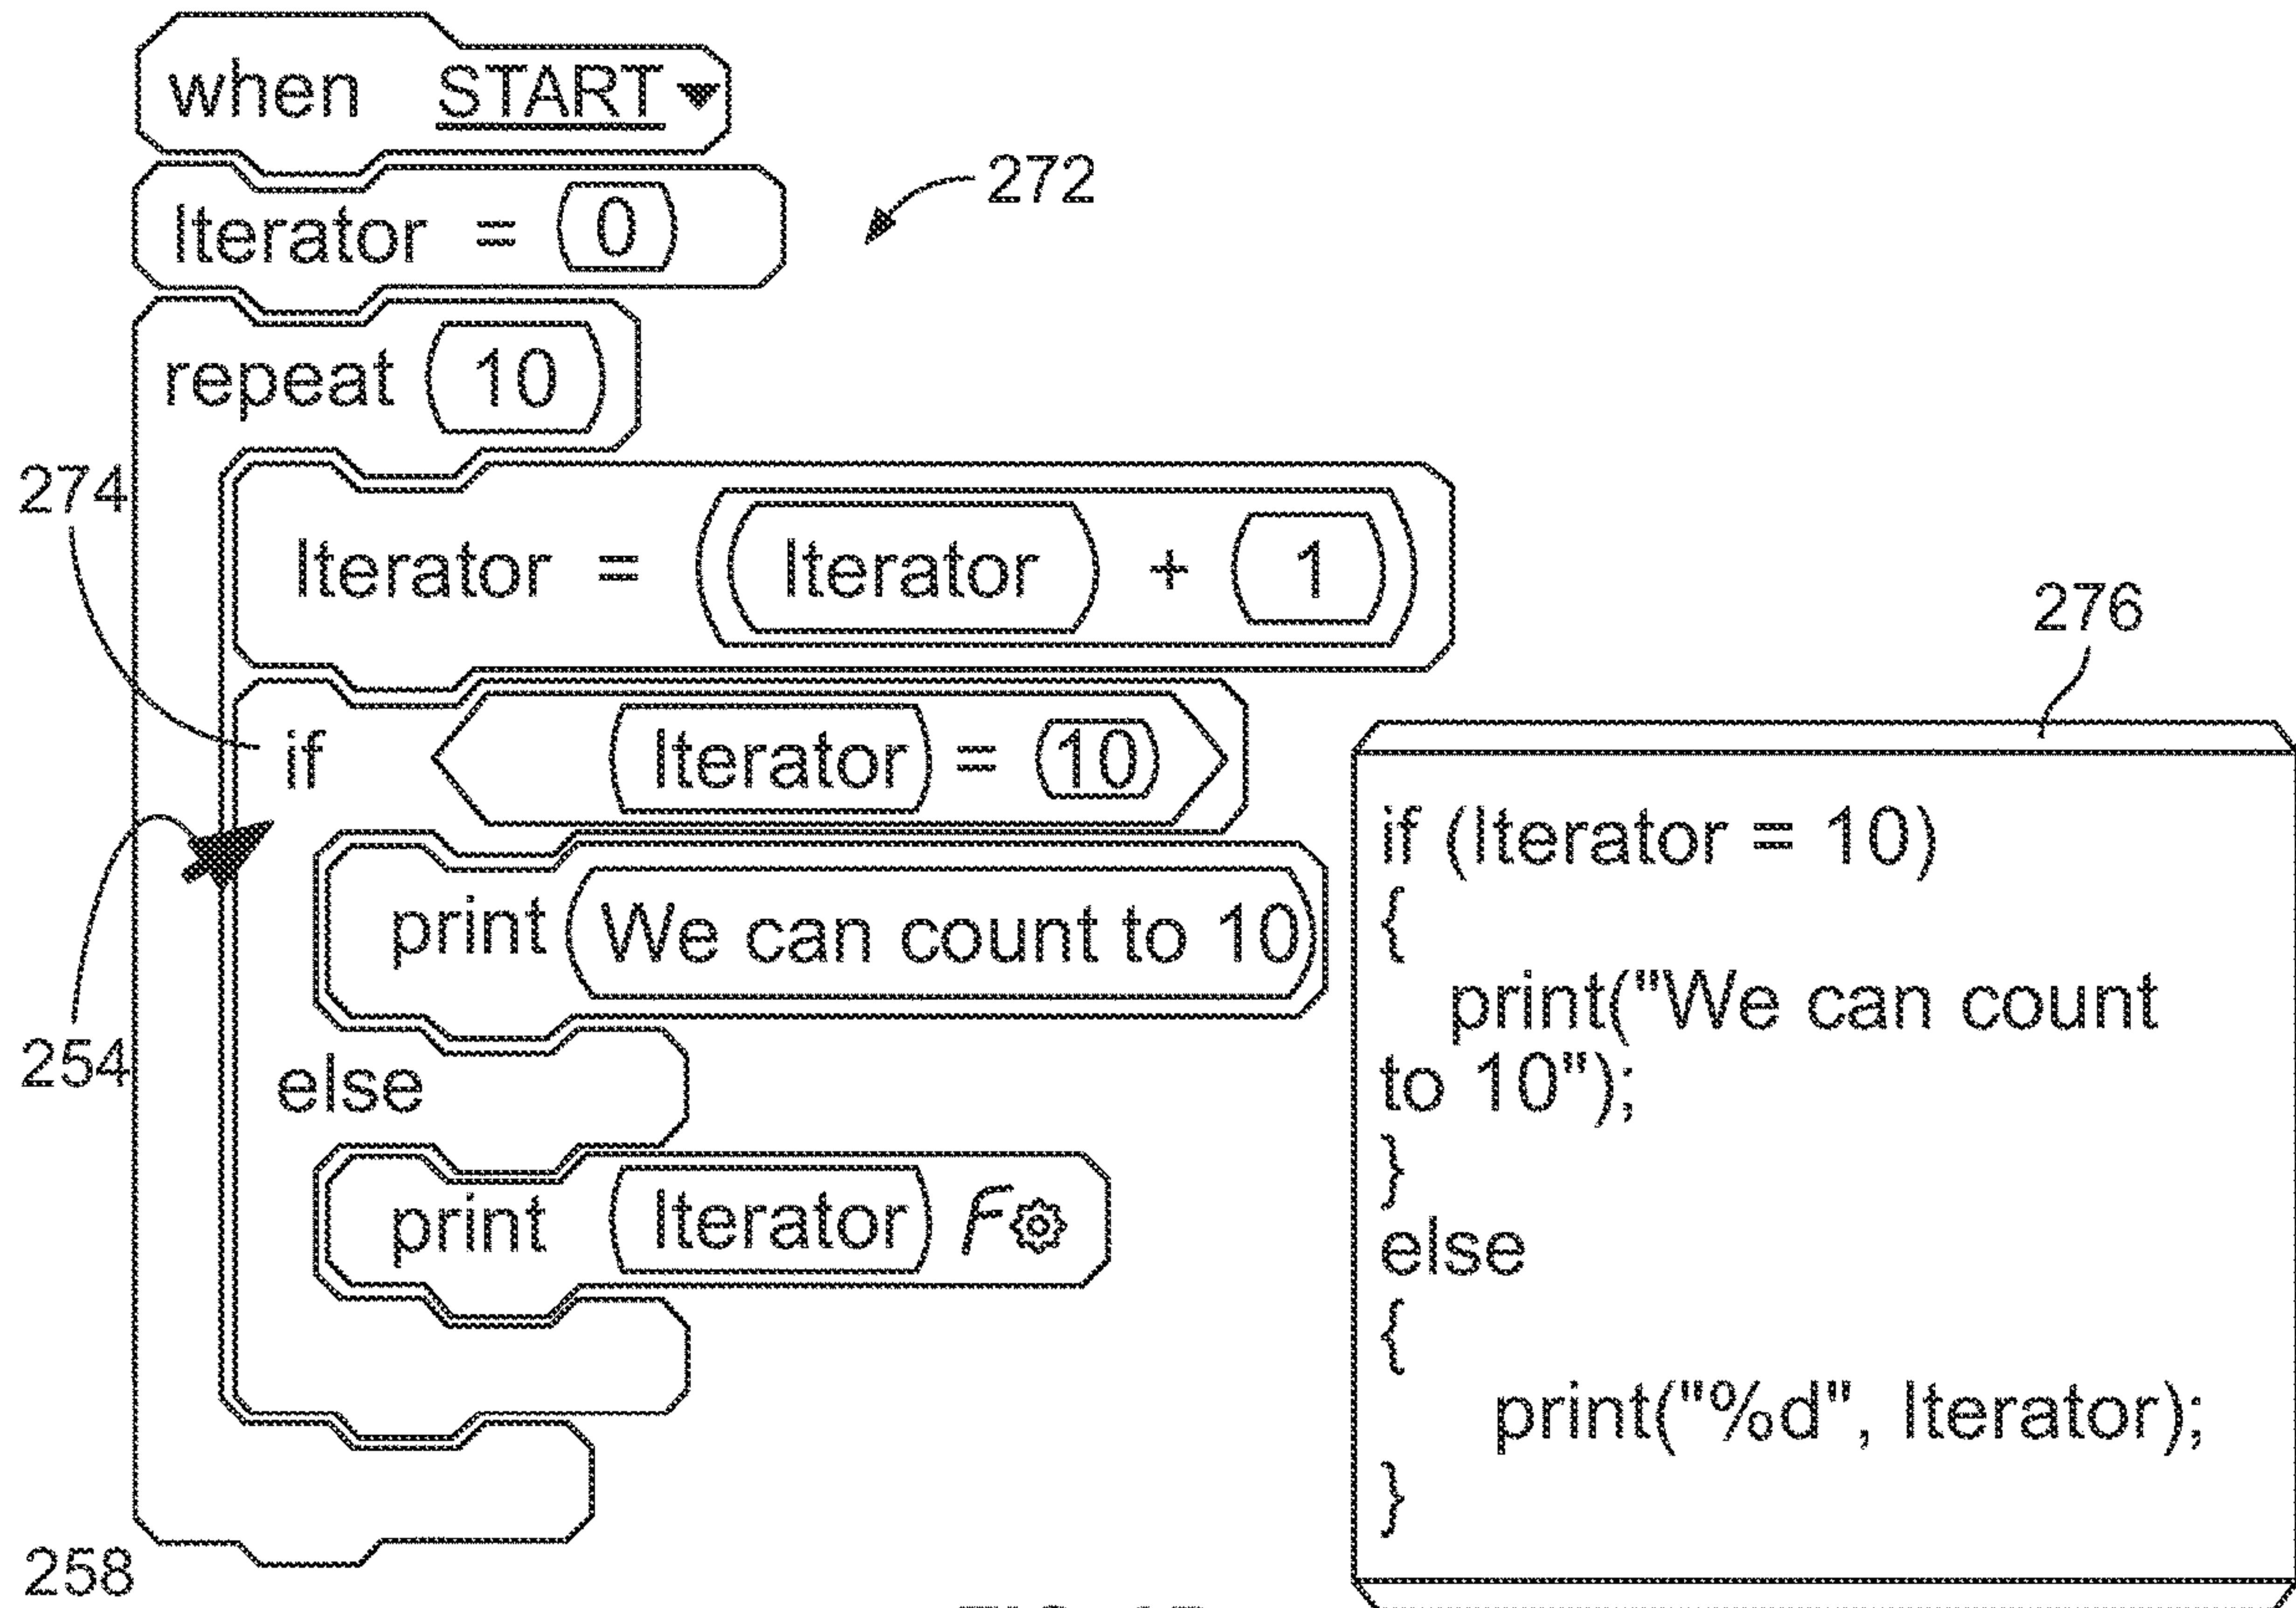 when START
272
Iterator = 0
repeat 10
274
Iterator = Iterator + 1
276
if Iterator = 10
254
print We can count to 10
else
print Iterator F
258
if (Iterator = 10)
{
print("We can count
to 10");
}
else
{
print("%d", Iterator);
}